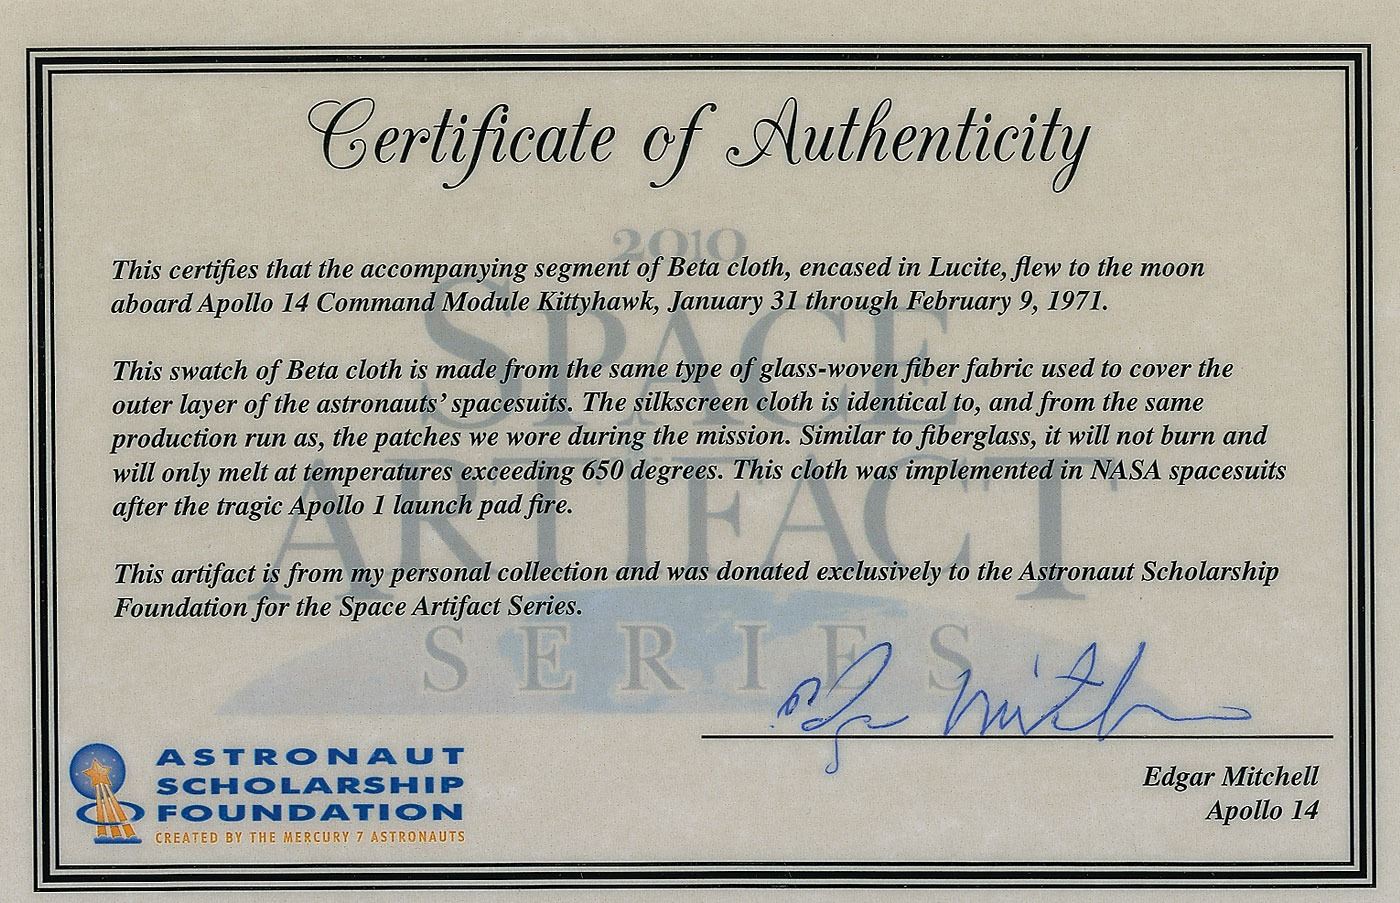 Certificate of Authenticity
2010
SPACE
ARTIFACT
SERIES
This certifies that the accompanying segment of Beta cloth, encased in Lucite, flew to the moon
aboard Apollo 14 Command Module Kittyhawk, January 31 through February 9, 1971.
This swatch of Beta cloth is made from the same type of glass-woven fiber fabric used to cover the
outer layer of the astronauts’ spacesuits. The silkscreen cloth is identical to, and from the same
production run as, the patches we wore during the mission. Similar to fiberglass, it will not burn and
will only melt at temperatures exceeding 650 degrees. This cloth was implemented in NASA spacesuits
after the tragic Apollo 1 launch pad fire.
This artifact is from my personal collection and was donated exclusively to the Astronaut Scholarship
Foundation for the Space Artifact Series.
Edgar Mitchell
Edgar Mitchell
Apollo 14
ASTRONAUT
SCHOLARSHIP
FOUNDATION
CREATED BY THE MERCURY 7 ASTRONAUTS